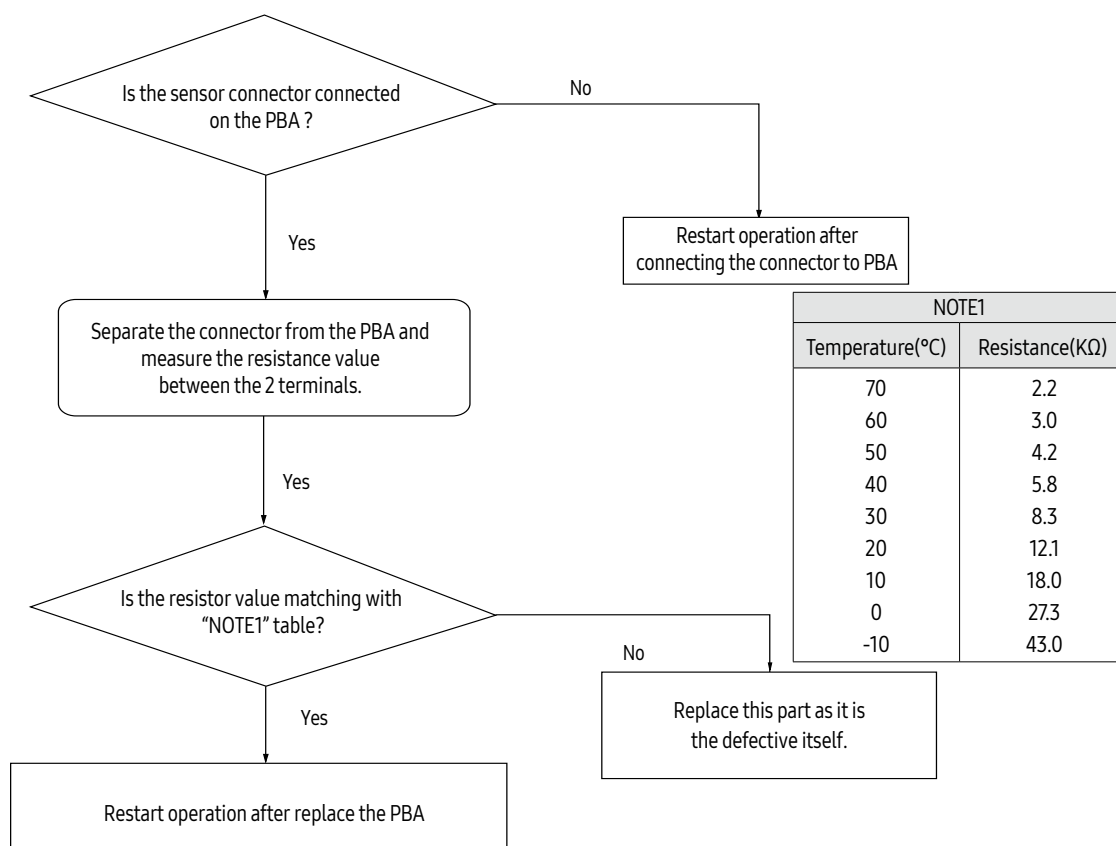 Is the sensor connector connected
on the PBA ?
No
Yes
Restart operation after
connecting the connector to PBA
Separate the connector from the PBA and
measure the resistance value
between the 2 terminals.
NOTE1
Temperature(°C) Resistance(KΩ)
70 2.2
60 3.0
50 4.2
40 5.8
30 8.3
20 12.1
10 18.0
0 27.3
-10 43.0
Yes
Is the resistor value matching with
“NOTE1” table?
No
Yes
Replace this part as it is
the defective itself.
Restart operation after replace the PBA